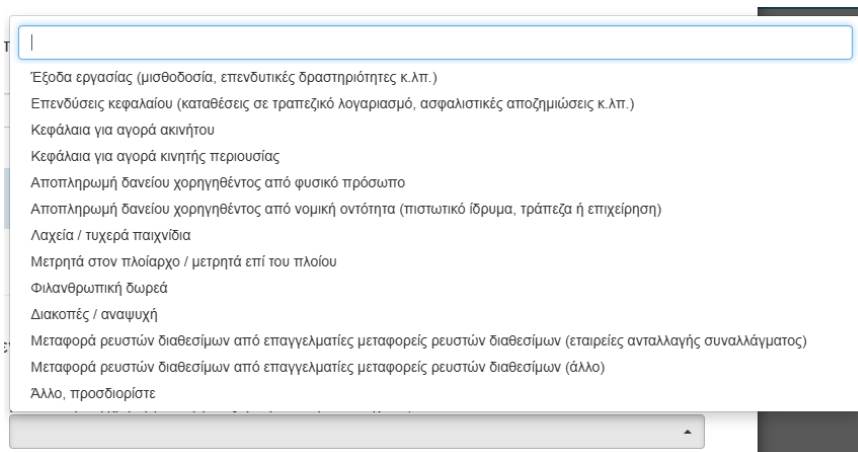 Έξοδα εργασίας (μισθοδοσία, επενδυτικές δραστηριότητες κ.λπ.)
Επενδύσεις κεφαλαίου (καταθέσεις σε τραπεζικό λογαριασμό, ασφαλιστικές αποζημιώσεις κ.λπ.)
Κεφάλαια για αγορά ακινήτου
Κεφάλαια για αγορά κινητής περιουσίας
Αποπληρωμή δανείου χορηγηθέντος από φυσικό πρόσωπο
Αποπληρωμή δανείου χορηγηθέντος από νομική οντότητα (πιστωτικό ίδρυμα, τράπεζα ή επιχείρηση)
Λαχεία / τυχερά παιχνίδια
Μετρητά στον πλοίαρχο / μετρητά επί του πλοίου
Φιλανθρωπική δωρεά
Διακοπές / αναψυχή
Μεταφορά ρευστών διαθεσίμων από επαγγελματίες μεταφορείς ρευστών διαθεσίμων (εταιρείες ανταλλαγής συναλλάγματος)
Μεταφορά ρευστών διαθεσίμων από επαγγελματίες μεταφορείς ρευστών διαθεσίμων (άλλο)
Άλλο, προσδιορίστε